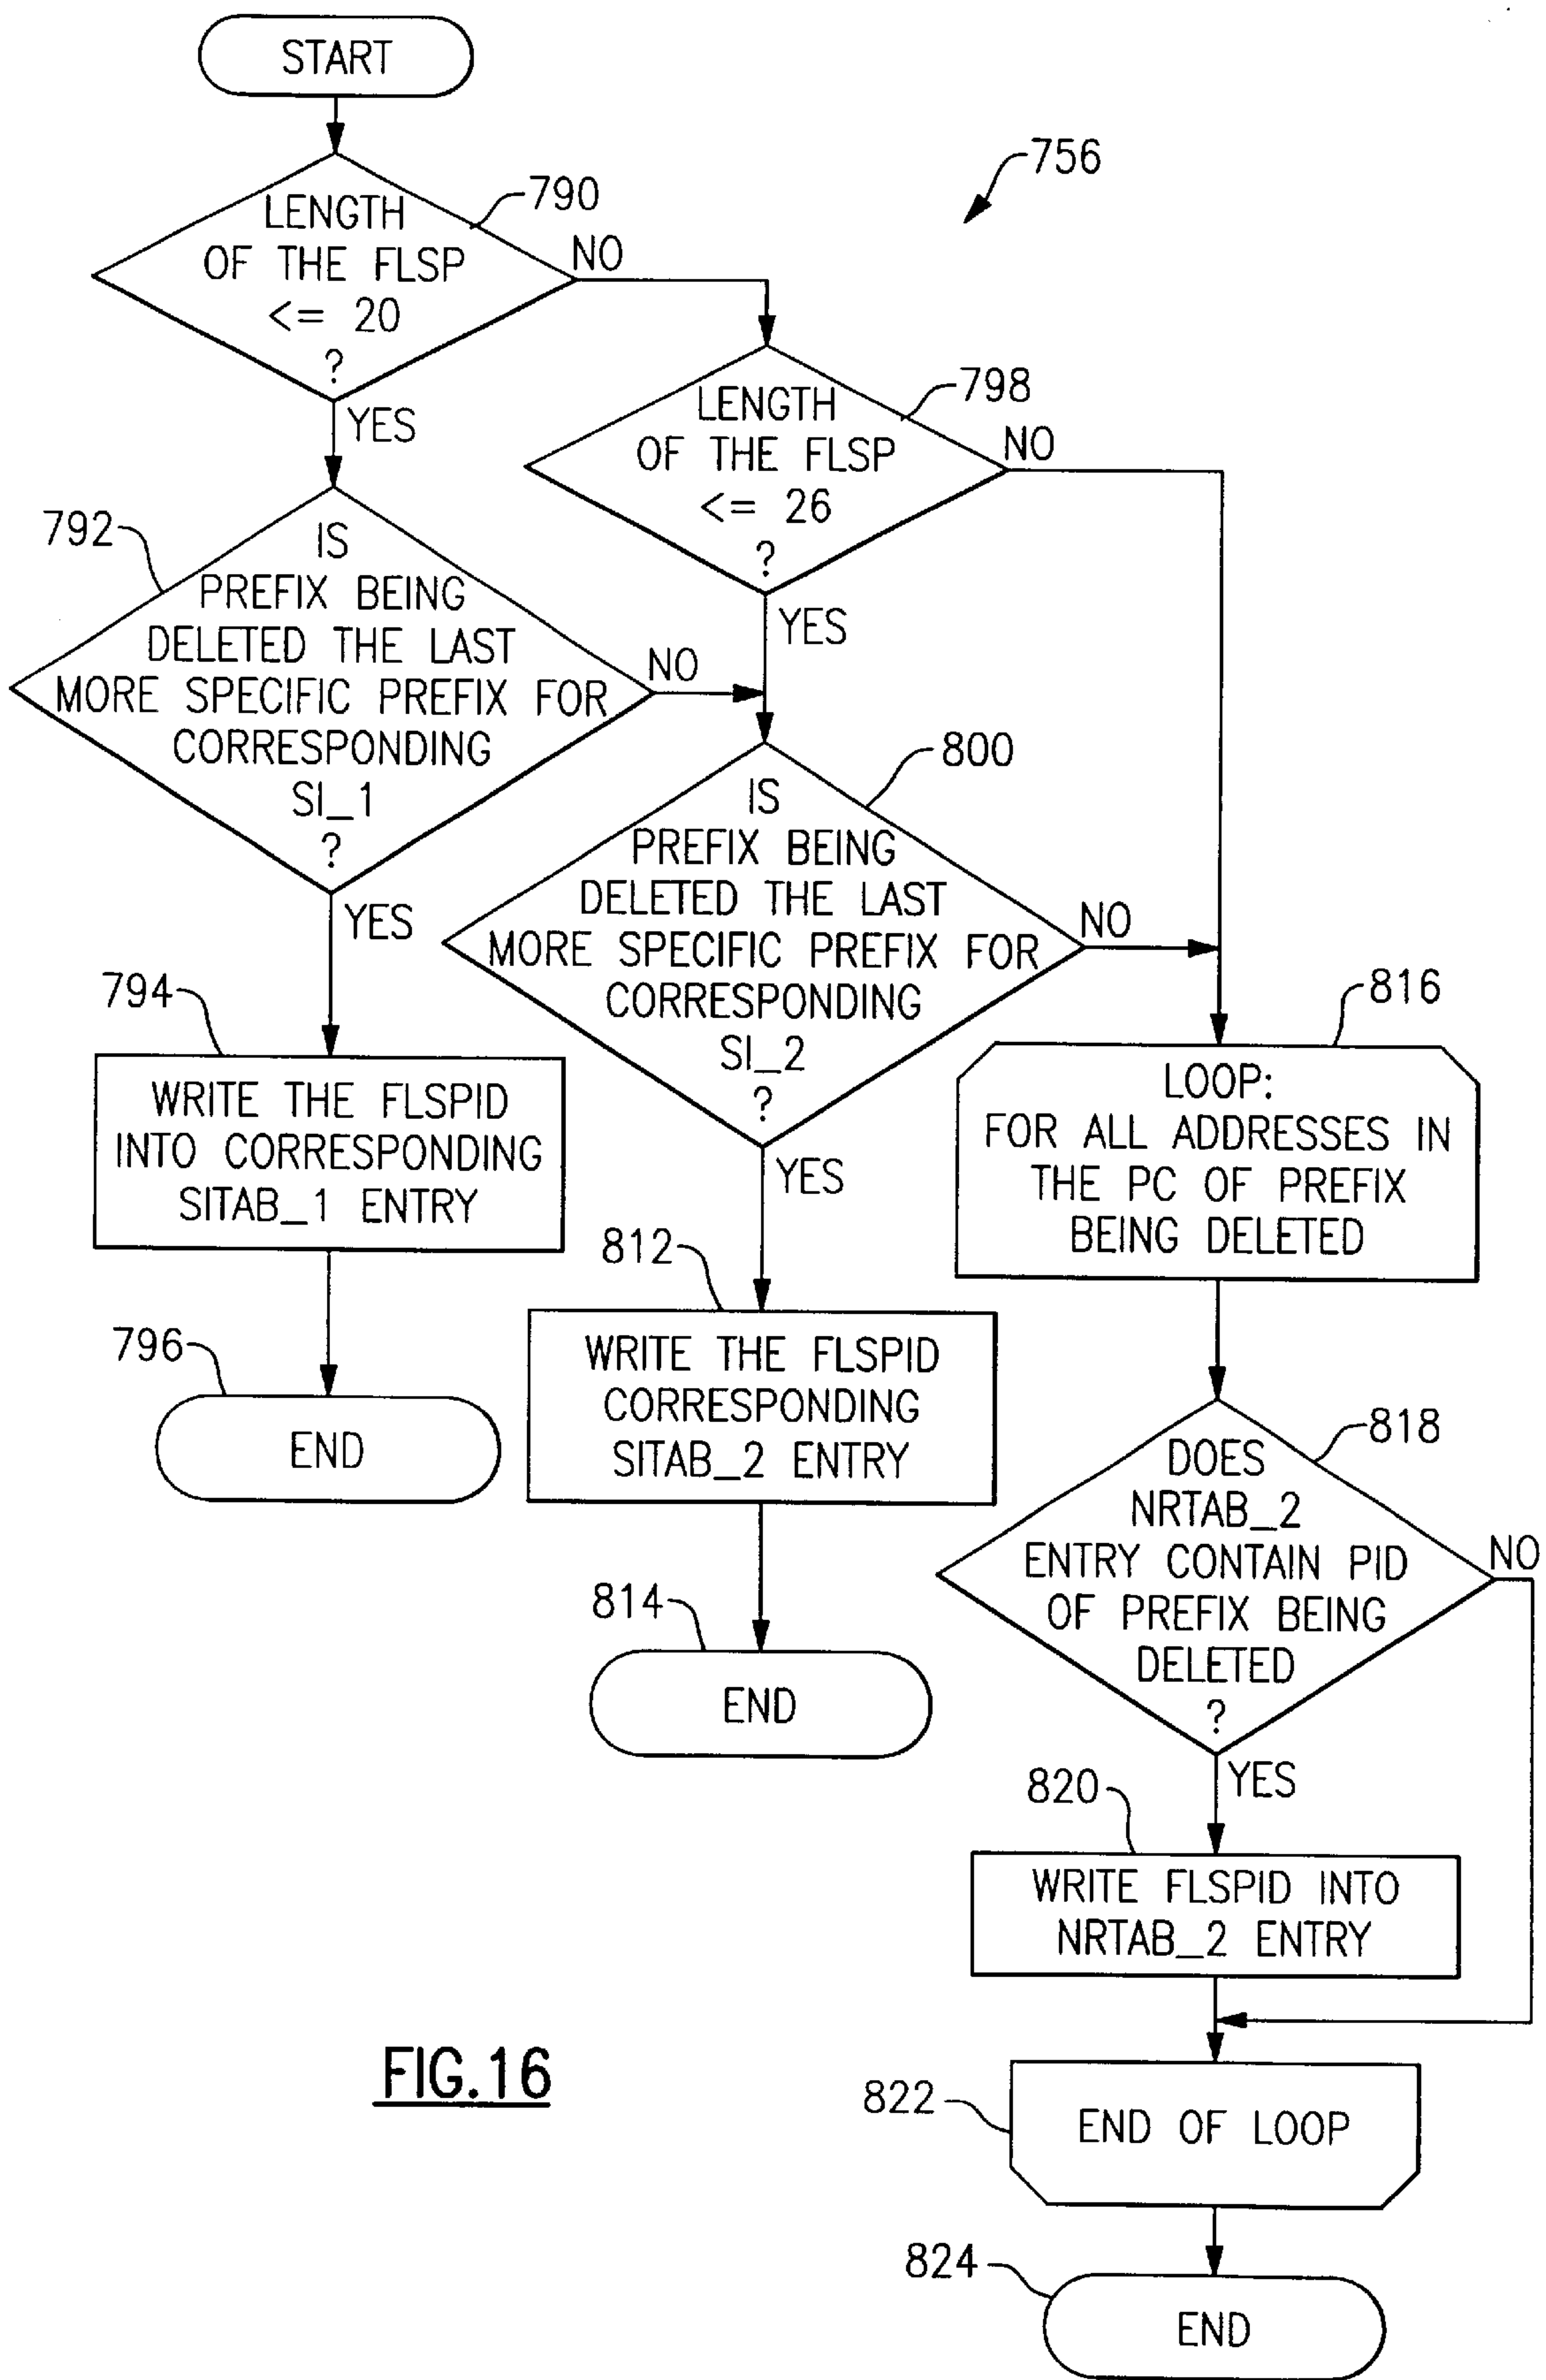 START
756
790
LENGTH
OF THE FLSP
<= 20
?
NO
YES
798
LENGTH
OF THE FLSP
<= 26
?
NO
YES
792
IS
PREFIX BEING
DELETED THE LAST
MORE SPECIFIC PREFIX FOR
CORRESPONDING
SI_1
?
NO
YES
800
IS
PREFIX BEING
DELETED THE LAST
MORE SPECIFIC PREFIX FOR
CORRESPONDING
SI_2
?
NO
YES
794
WRITE THE FLSPID
INTO CORRESPONDING
SITAB_1 ENTRY
796
END
812
WRITE THE FLSPID
CORRESPONDING
SITAB_2 ENTRY
814
END
816
LOOP:
FOR ALL ADDRESSES IN
THE PC OF PREFIX
BEING DELETED
818
DOES
NRTAB_2
ENTRY CONTAIN PID
OF PREFIX BEING
DELETED
?
NO
YES
820
WRITE FLSPID INTO
NRTAB_2 ENTRY
822
END OF LOOP
824
END
FIG.16